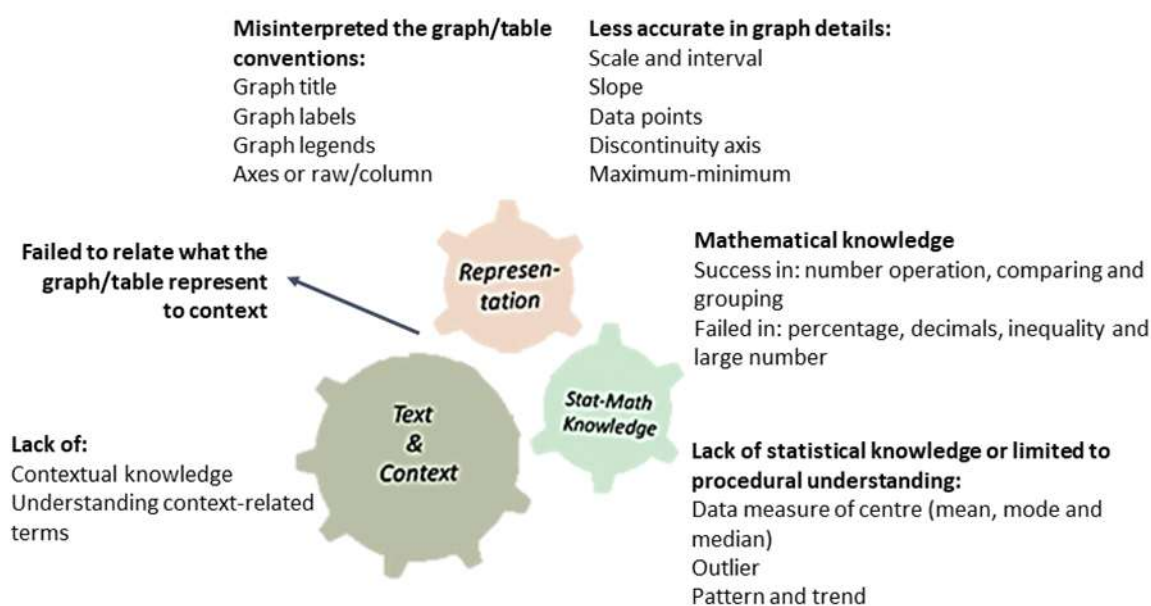 Misinterpreted the graph/table
conventions:
Graph title
Graph labels
Graph legends
Axes or raw/column
Less accurate in graph details:
Scale and interval
Slope
Data points
Discontinuity axis
Maximum-minimum
Failed to relate what the
graph/table represent
to context
Represen-
tation
Mathematical knowledge
Success in: number operation, comparing and
grouping
Failed in: percentage, decimals, inequality and
large number
Text
&
Context
Stat-Math
Knowledge
Lack of:
Contextual knowledge
Understanding context-related
terms
Lack of statistical knowledge or limited to
procedural understanding:
Data measure of centre (mean, mode and
median)
Outlier
Pattern and trend